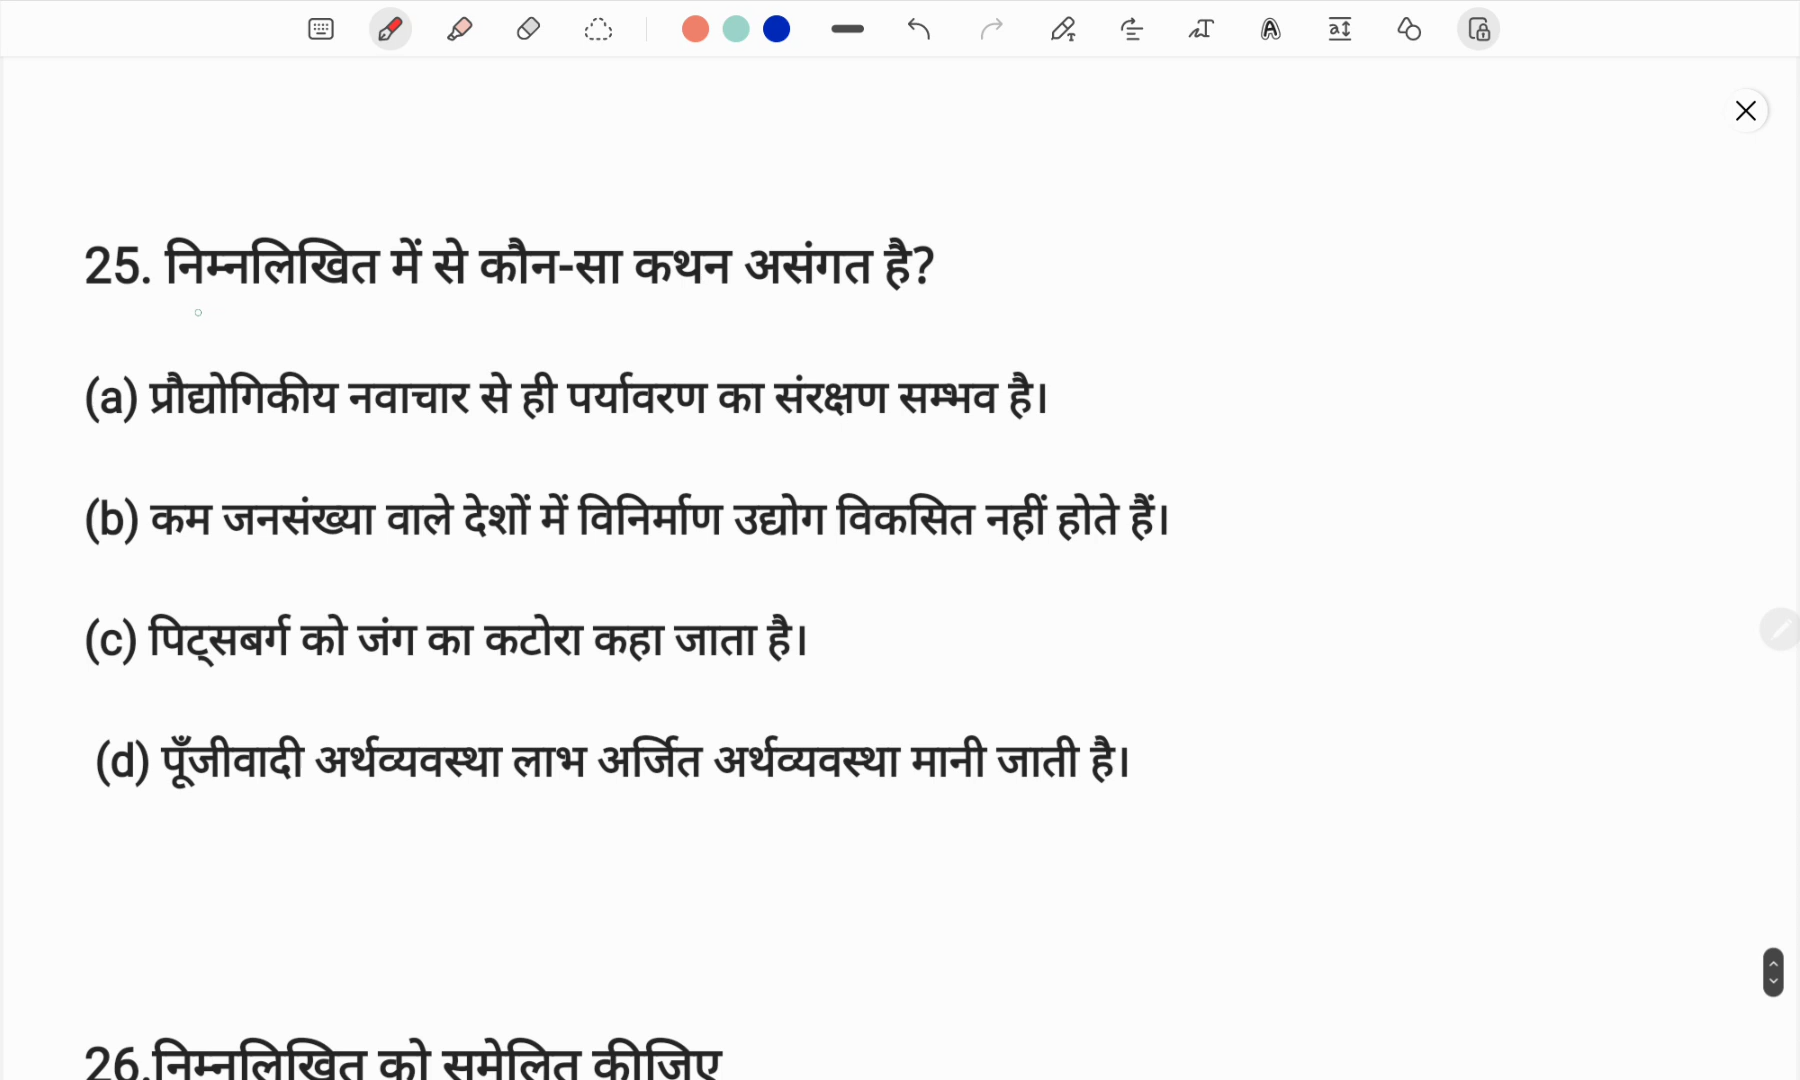 25. निम्नलिखित में से कौन-सा कथन असंगत है?
(a) प्रौद्योगिकीय नवाचार से ही पर्यावरण का संरक्षण सम्भव है।
(b) कम जनसंख्या वाले देशों में विनिर्माण उद्योग विकसित नहीं होते हैं।
(c) पिट्सबर्ग को जंग का कटोरा कहा जाता है।
(d) पूँजीवादी अर्थव्यवस्था लाभ अर्जित अर्थव्यवस्था मानी जाती है।
26.निम्नलिखित को समेलित कीजिए